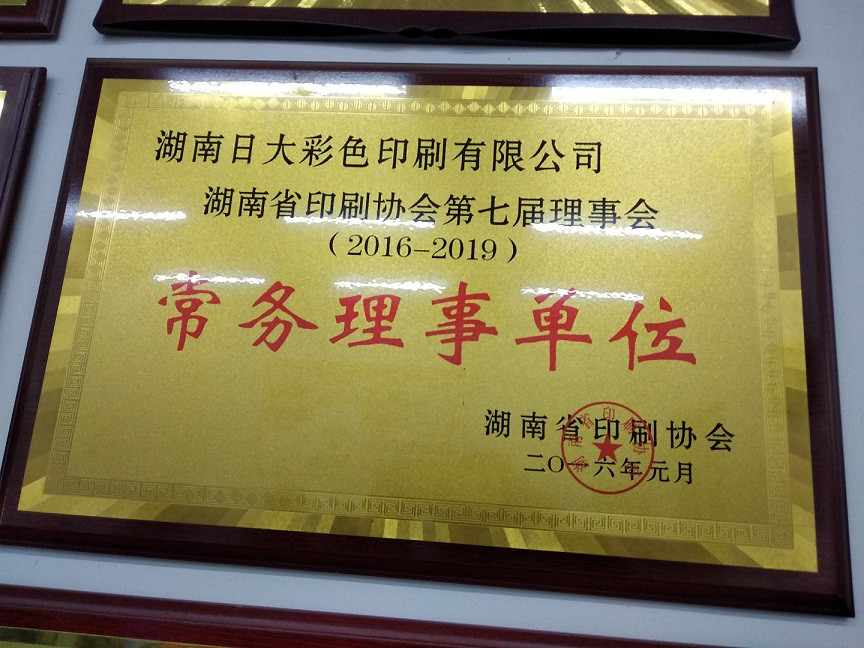 湖南日大彩色印刷有限公司
湖南省印刷协会第七届理事会
（2016-2019）
常务理事单位
湖南省印刷协会
二〇一六年元月